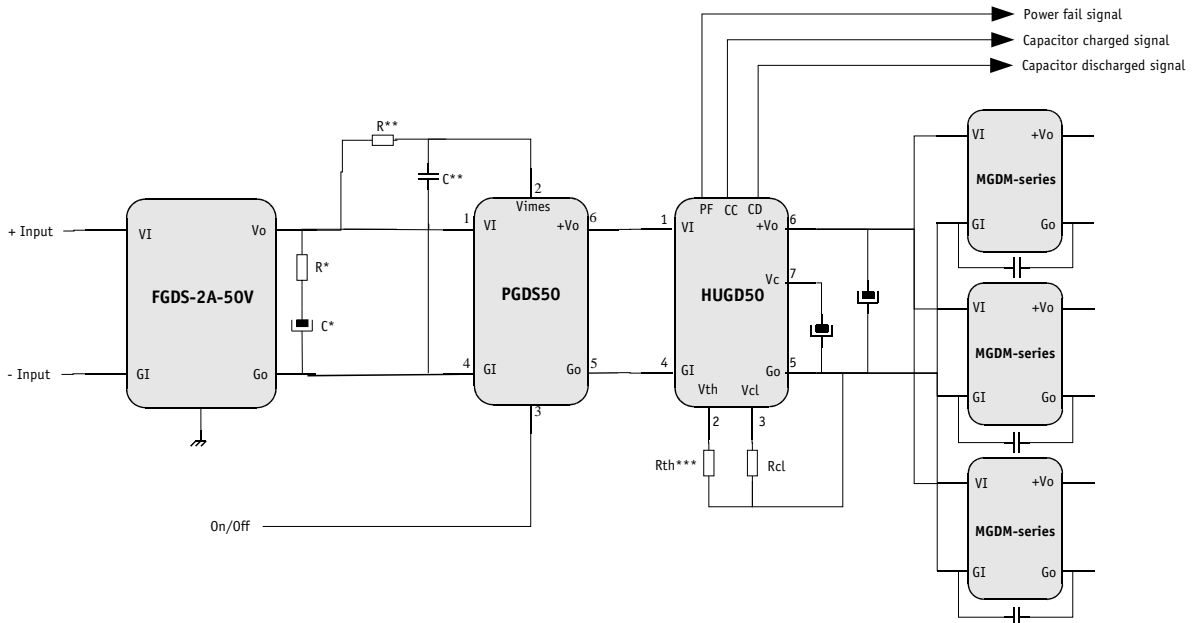 Power fail signal
Capacitor charged signal
Capacitor discharged signal
R**
C**
2
Vimes
1
VI
+Vo
6
PGDS50
4
GI
Go
5
3
+ Input
VI
Vo
FGDS-2A-50V
- Input
GI
Go
R*
C*
PF CC CD
1
VI
+Vo
6
Vc
7
HUGD50
4
GI
Go
5
Vth
Vcl
2
3
Rth***
Rcl
On/Off
VI
+Vo
MGDM-series
GI
Go
VI
+Vo
MGDM-series
GI
Go
VI
+Vo
MGDM-series
GI
Go